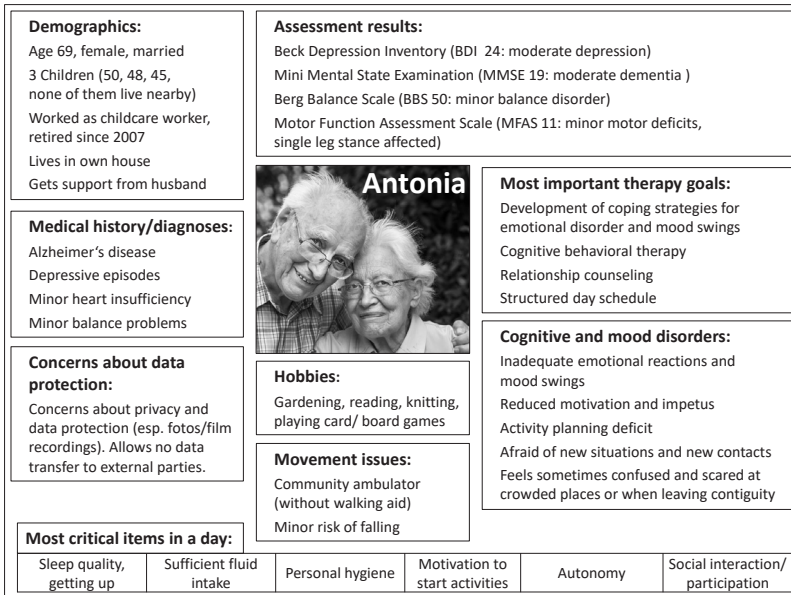 Demographics:
Age 69, female, married
3 Children (50, 48, 45,
none of them live nearby)
Worked as childcare worker,
retired since 2007
Lives in own house
Gets support from husband
Assessment results:
Beck Depression Inventory (BDI 24: moderate depression)
Mini Mental State Examination (MMSE 19: moderate dementia )
Berg Balance Scale (BBS 50: minor balance disorder)
Motor Function Assessment Scale (MFAS 11: minor motor deficits,
single leg stance affected)
Medical history/diagnoses:
Alzheimer‘s disease
Depressive episodes
Minor heart insufficiency
Minor balance problems
Antonia
Most important therapy goals:
Development of coping strategies for
emotional disorder and mood swings
Cognitive behavioral therapy
Relationship counseling
Structured day schedule
Concerns about data
protection:
Concerns about privacy and
data protection (esp. fotos/film
recordings). Allows no data
transfer to external parties.
Hobbies:
Gardening, reading, knitting,
playing card/ board games
Movement issues:
Community ambulator
(without walking aid)
Minor risk of falling
Cognitive and mood disorders:
Inadequate emotional reactions and
mood swings
Reduced motivation and impetus
Activity planning deficit
Afraid of new situations and new contacts
Feels sometimes confused and scared at
crowded places or when leaving contiguity
Most critical items in a day:
Sleep quality,
getting up
Sufficient fluid
intake
Personal hygiene
Motivation to
start activities
Autonomy
Social interaction/
participation